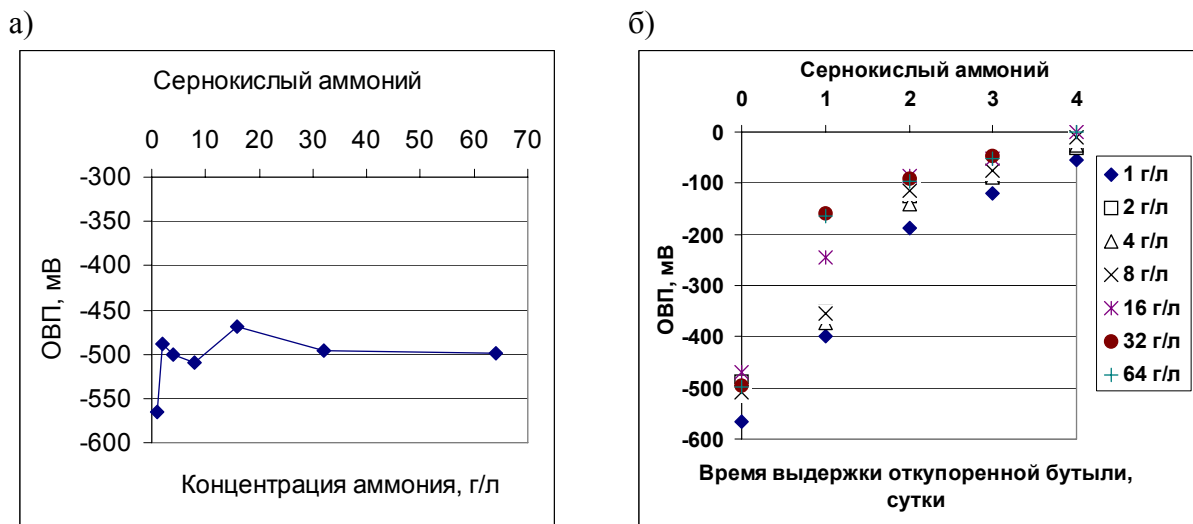 а)
Сернокислый аммоний
0 10 20 30 40 50 60 70
-300
-350
-400
-450
-500
-550
-600
ОВП, мВ
Концентрация аммония, г/л
б)
Сернокислый аммоний
0 1 2 3 4
0
-100
-200
-300
-400
-500
-600
ОВП, мВ
Время выдержки откупоренной бутыли,
сутки
1 г/л
2 г/л
4 г/л
8 г/л
16 г/л
32 г/л
64 г/л